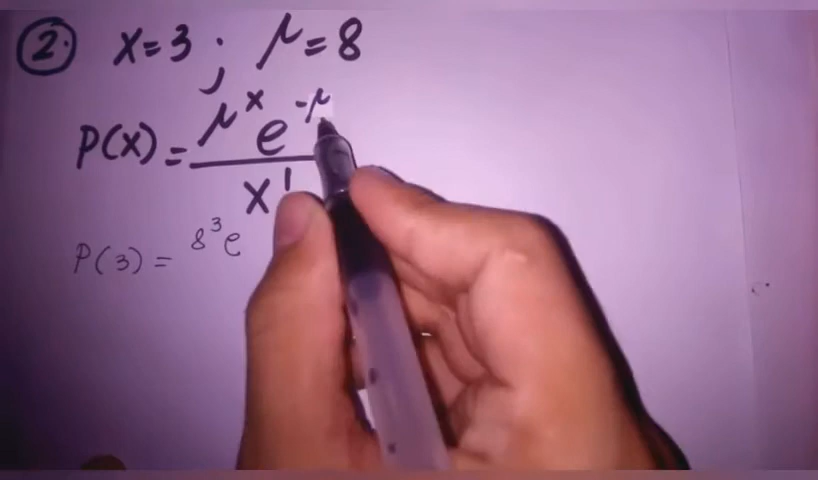 2. x=3 ; μ=8
P(x) = μ^x e^-μ / x!
P(3) = 8^3 e